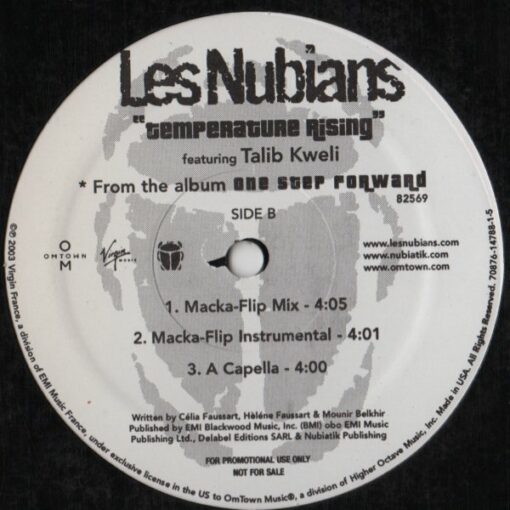 Les Nubians
"temperature rising"
featuring Talib Kweli
* From the album one step forward
82569
SIDE B
OM
OMTOWN
Virgin
MUSIC
www.lesnubians.com
www.nubiatik.com
www.omtown.com
1. Macka-Flip Mix - 4:05
2. Macka-Flip Instrumental - 4:01
3. A Capella - 4:00
Written by Célia Faussart, Hélène Faussart & Mounir Belkhir
Published by EMI Blackwood Music, Inc. (BMI) obo EMI Music
Publishing Ltd., Delabel Editions SARL & Nubiatik Publishing
FOR PROMOTIONAL USE ONLY
NOT FOR SALE
℗© 2003 Virgin France, a division of EMI Music France, under exclusive license in the US to OmTown Music®, a division of Higher Octave Music, Inc. Made in USA. All Rights Reserved. 70876-14788-1-5